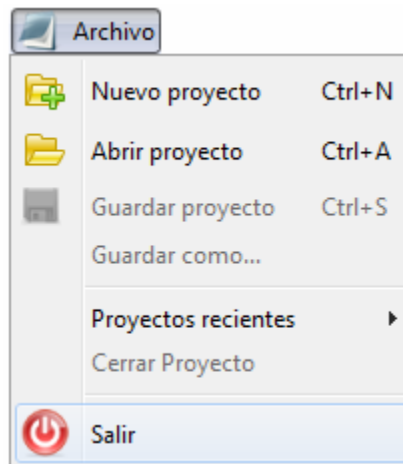 Archivo
Nuevo proyecto Ctrl+N
Abrir proyecto Ctrl+A
Guardar proyecto Ctrl+S
Guardar como...
Proyectos recientes
Cerrar Proyecto
Salir